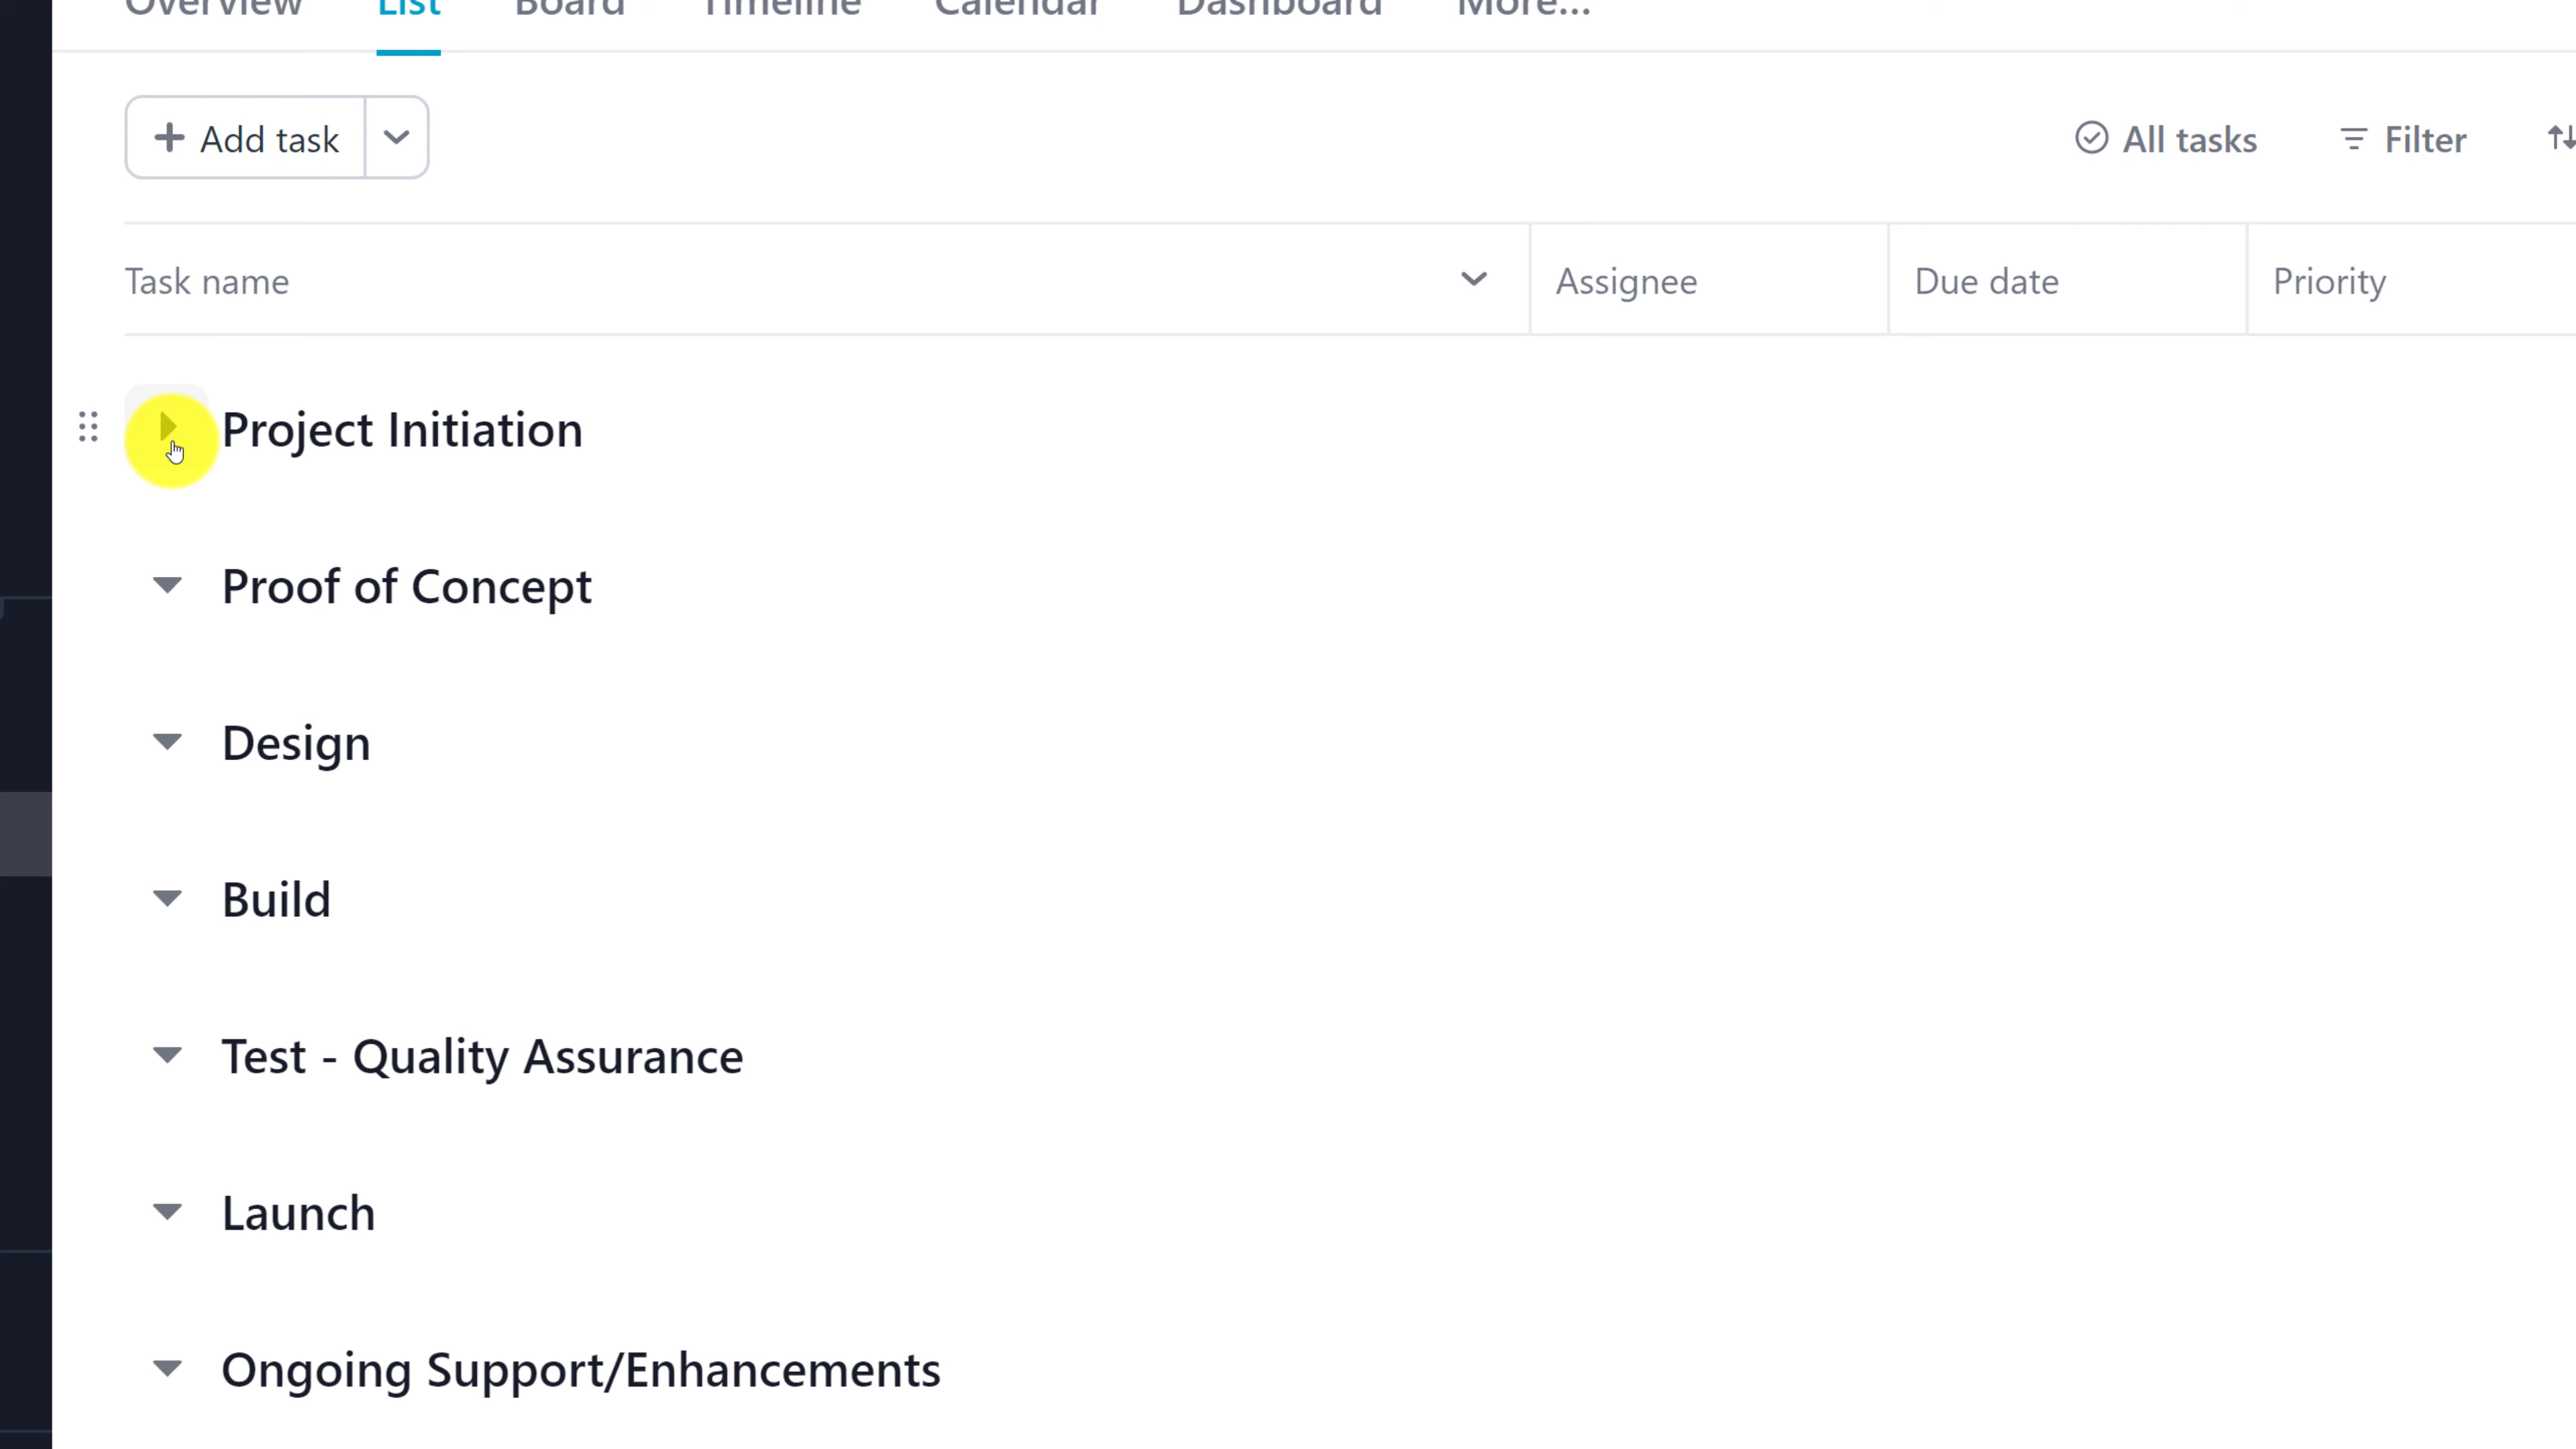 Overview List Board Timeline Calendar Dashboard More...
Add task
All tasks Filter
Task name Assignee Due date Priority
Project Initiation
Proof of Concept
Design
Build
Test - Quality Assurance
Launch
Ongoing Support/Enhancements